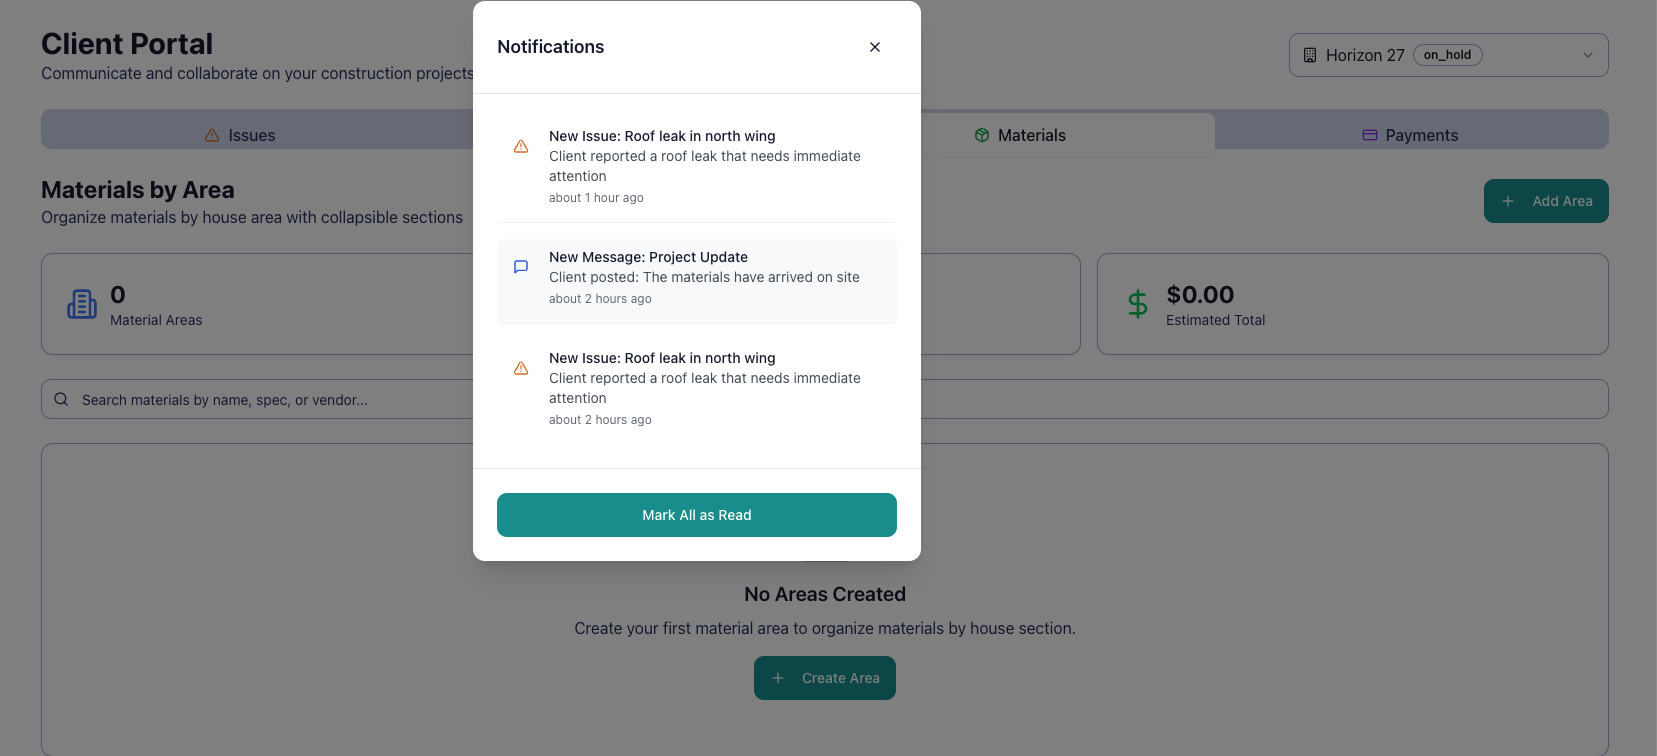 Client Portal
Communicate and collaborate on your construction projects
Horizon 27 on_hold
Issues
Materials
Payments
Materials by Area
Organize materials by house area with collapsible sections
Add Area
0
Material Areas
$0.00
Estimated Total
Search materials by name, spec, or vendor...
Notifications
New Issue: Roof leak in north wing
Client reported a roof leak that needs immediate
attention
about 1 hour ago
New Message: Project Update
Client posted: The materials have arrived on site
about 2 hours ago
New Issue: Roof leak in north wing
Client reported a roof leak that needs immediate
attention
about 2 hours ago
Mark All as Read
No Areas Created
Create your first material area to organize materials by house section.
Create Area